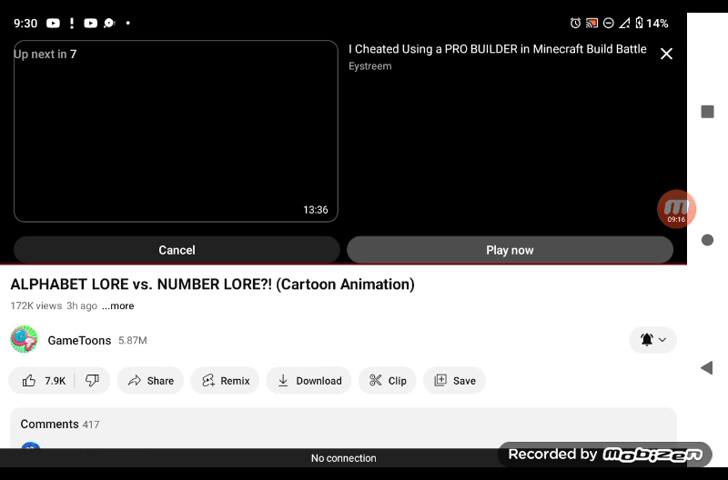 9:30
14%
Up next in 7
I Cheated Using a PRO BUILDER in Minecraft Build Battle
Eystreem
13:36
09:16
Cancel
Play now
ALPHABET LORE vs. NUMBER LORE?! (Cartoon Animation)
172K views 3h ago ...more
GameToons 5.87M
7.9K
Share
Remix
Download
Clip
Save
Comments 417
No connection
Recorded by mobizen